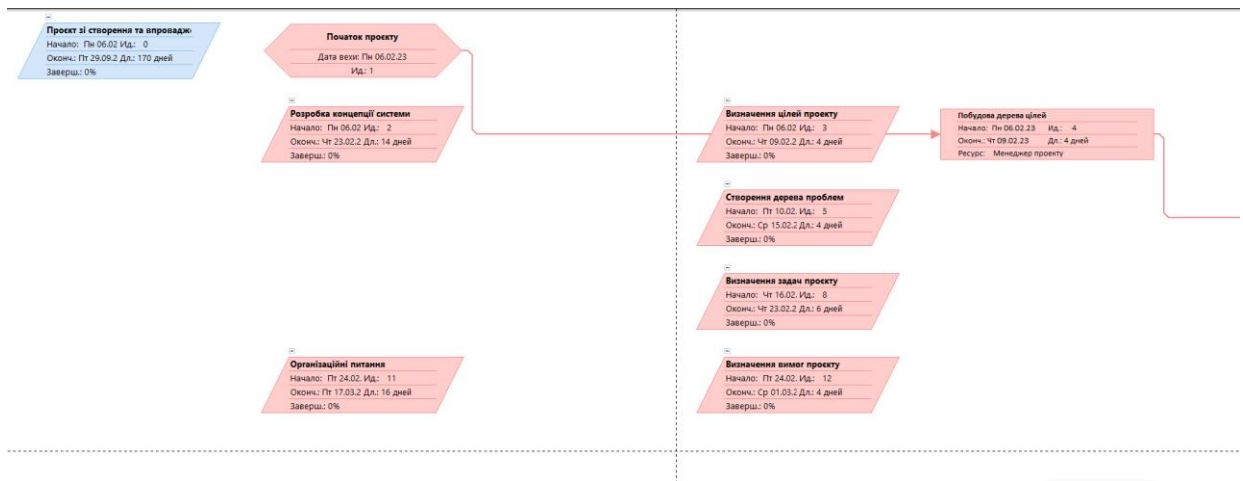 Проєкт зі створення та впровадж
Начало: Пн 06.02 Ид.: 0
Оконч.: Пт 29.09.2 Дл.: 170 дней
Заверш.: 0%
Початок проєкту
Дата вехи: Пн 06.02.23
Ид.: 1
Розробка концепції системи
Начало: Пн 06.02 Ид.: 2
Оконч.: Чт 23.02.2 Дл.: 14 дней
Заверш.: 0%
Визначення цілей проекту
Начало: Пн 06.02 Ид.: 3
Оконч.: Чт 09.02.2 Дл.: 4 дней
Заверш.: 0%
Побудова дерева цілей
Начало: Пн 06.02.23 Ид.: 4
Оконч.: Чт 09.02.23 Дл.: 4 дней
Ресурс: Менеджер проекту
Створення дерева проблем
Начало: Пт 10.02. Ид.: 5
Оконч.: Ср 15.02.2 Дл.: 4 дней
Заверш.: 0%
Визначення задач проєкту
Начало: Чт 16.02. Ид.: 8
Оконч.: Чт 23.02.2 Дл.: 6 дней
Заверш.: 0%
Організаційні питання
Начало: Пт 24.02. Ид.: 11
Оконч.: Пт 17.03.2 Дл.: 16 дней
Заверш.: 0%
Визначення вимог проєкту
Начало: Пт 24.02. Ид.: 12
Оконч.: Ср 01.03.2 Дл.: 4 дней
Заверш.: 0%